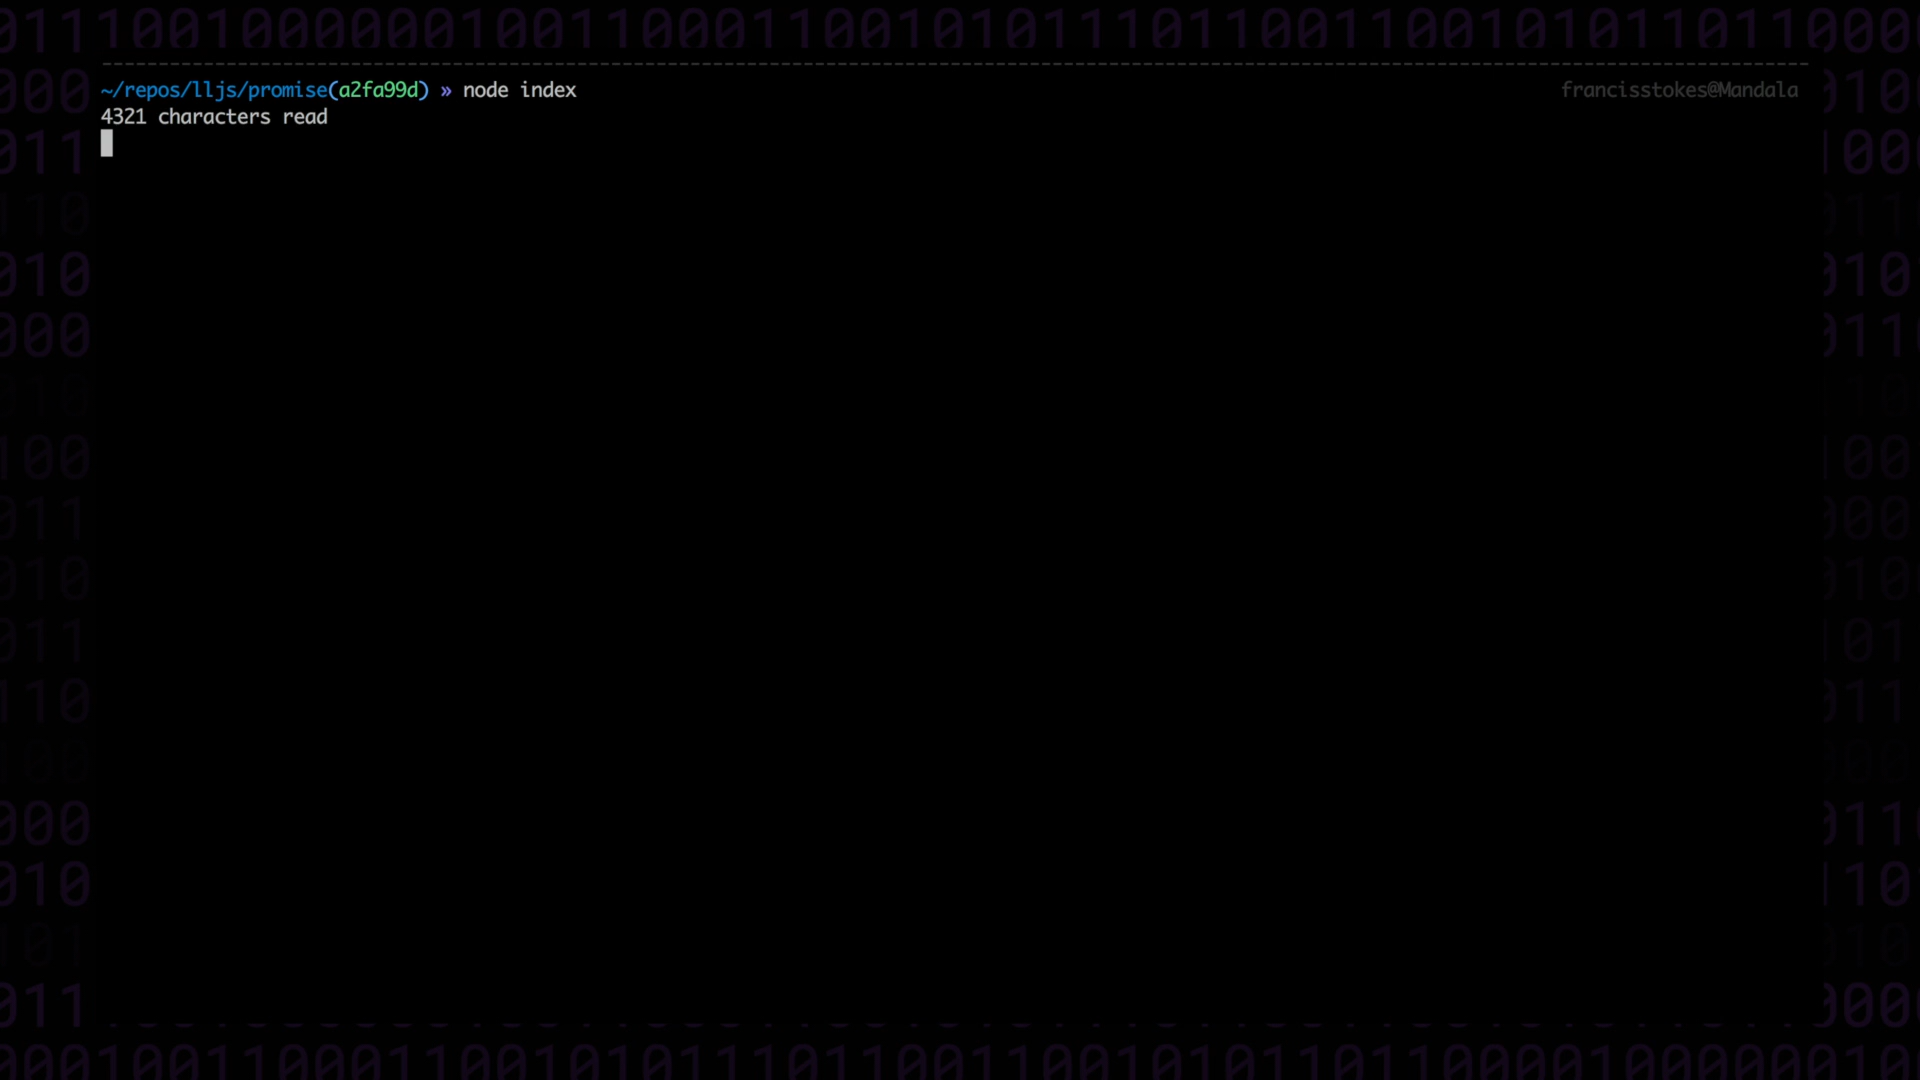 ~/repos/lljs/promise(a2fa99d) » node index francisstokes@Mandala
4321 characters read